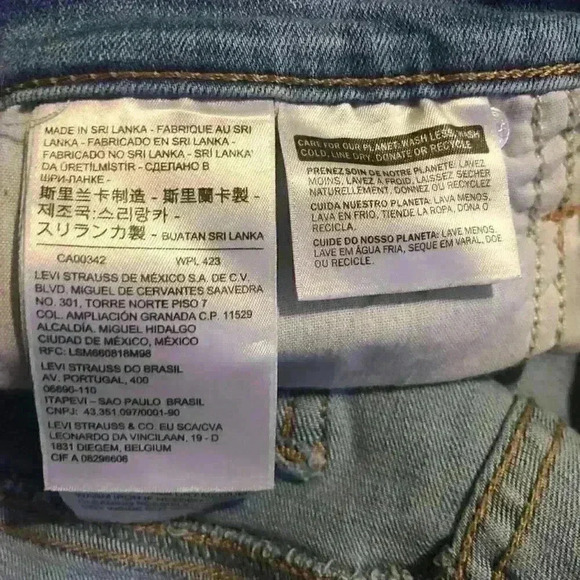 MADE IN SRI LANKA - FABRIQUE AU SRI
LANKA - FABRICADO EN SRI LANKA -
FABRICADO NO SRI LANKA - SRI LANKA'
DA ÜRETİLMİSTİR - СДЕЛАНО В
ШРИ-ЛАНКЕ -
斯里兰卡制造 - 斯里蘭卡製 -
제조국:스리랑카 -
スリランカ製 - BUATAN SRI LANKA
CA00342 WPL 423
LEVI STRAUSS DE MÉXICO S.A. DE C.V.
BLVD. MIGUEL DE CERVANTES SAAVEDRA
NO. 301, TORRE NORTE PISO 7
COL. AMPLIACIÓN GRANADA C.P. 11529
ALCALDÍA. MIGUEL HIDALGO
CIUDAD DE MÉXICO, MÉXICO
RFC: LSM660818M98
LEVI STRAUSS DO BRASIL
AV. PORTUGAL, 400
06690-110
ITAPEVI - SAO PAULO BRASIL
CNPJ: 43.351.097/0001-90
LEVI STRAUSS & CO. EU SCA/CVA
LEONARDO DA VINCILAAN, 19 - D
1831 DIEGEM, BELGIUM
CIF A 08298606
CARE FOR OUR PLANET: WASH LESS, WASH
COLD, LINE DRY, DONATE OR RECYCLE
PRENEZ SOIN DE NOTRE PLANETE: LAVEZ
MOINS, LAVEZ A FROID, LAISSEZ SECHER
NATURELLEMENT, DONEZ OU RECYCLEZ
CUIDA NUESTRO PLANETA: LAVA MENOS,
LAVA EN FRIO, TIENDE LA ROPA, DONA O
RECICLA.
CUIDE DO NOSSO PLANETA: LAVE MENOS,
LAVE EM ÁGUA FRIA, SEQUE EM VARAL, DOE
OU RECICLE.